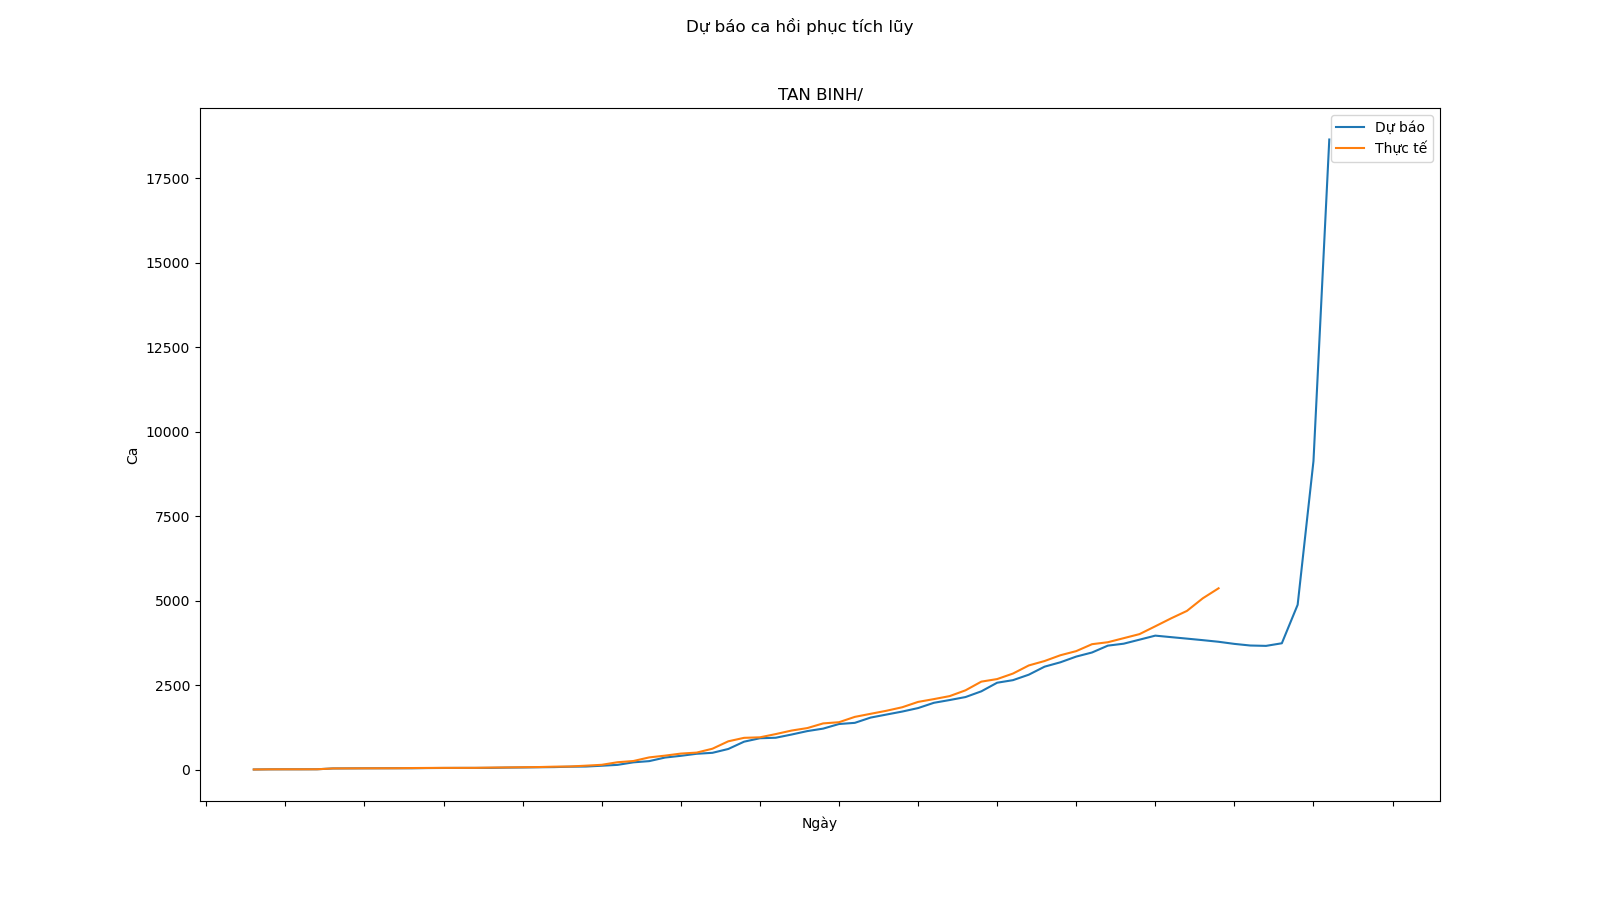 Dự báo ca hồi phục tích lũy
TAN BINH/
Dự báo
Thực tế
17500
15000
12500
10000
7500
5000
2500
0
Ca
Ngày